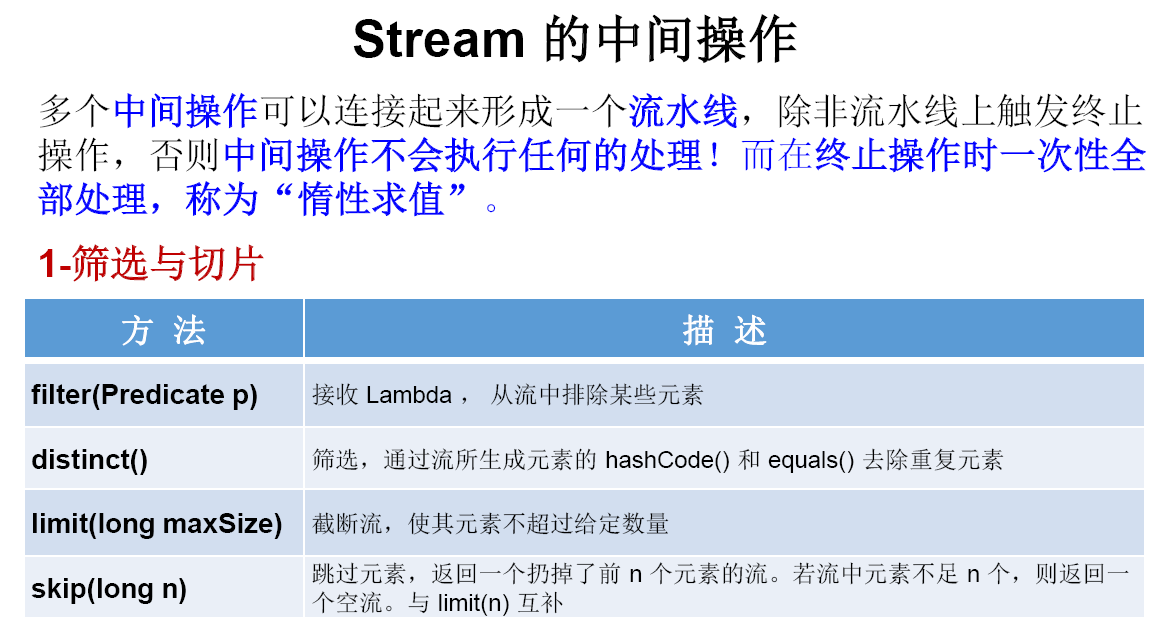 Stream 的中间操作
多个中间操作可以连接起来形成一个流水线，除非流水线上触发终止
操作，否则中间操作不会执行任何的处理！而在终止操作时一次性全
部处理，称为“惰性求值”。
1-筛选与切片
方 法
描 述
filter(Predicate p)
接收 Lambda ， 从流中排除某些元素
distinct()
筛选，通过流所生成元素的 hashCode() 和 equals() 去除重复元素
limit(long maxSize)
截断流，使其元素不超过给定数量
skip(long n)
跳过元素，返回一个扔掉了前 n 个元素的流。若流中元素不足 n 个，则返回一
个空流。与 limit(n) 互补